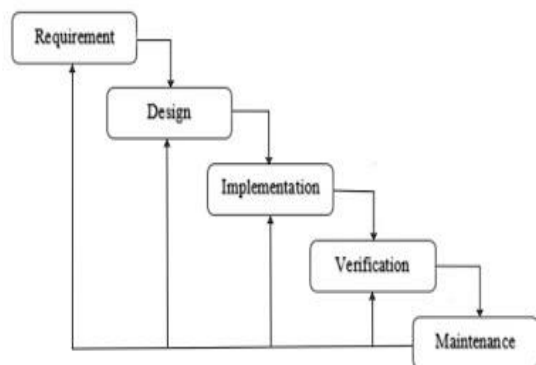 Requirement
Design
Implementation
Verification
Maintenance